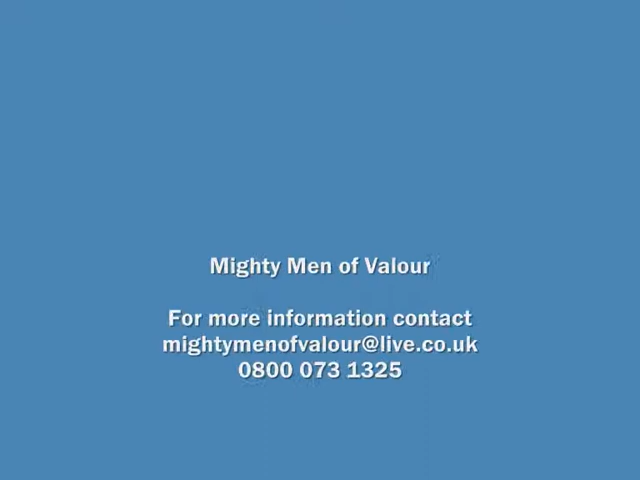 Mighty Men of Valour
For more information contact
mightymenofvalour@live.co.uk
0800 073 1325